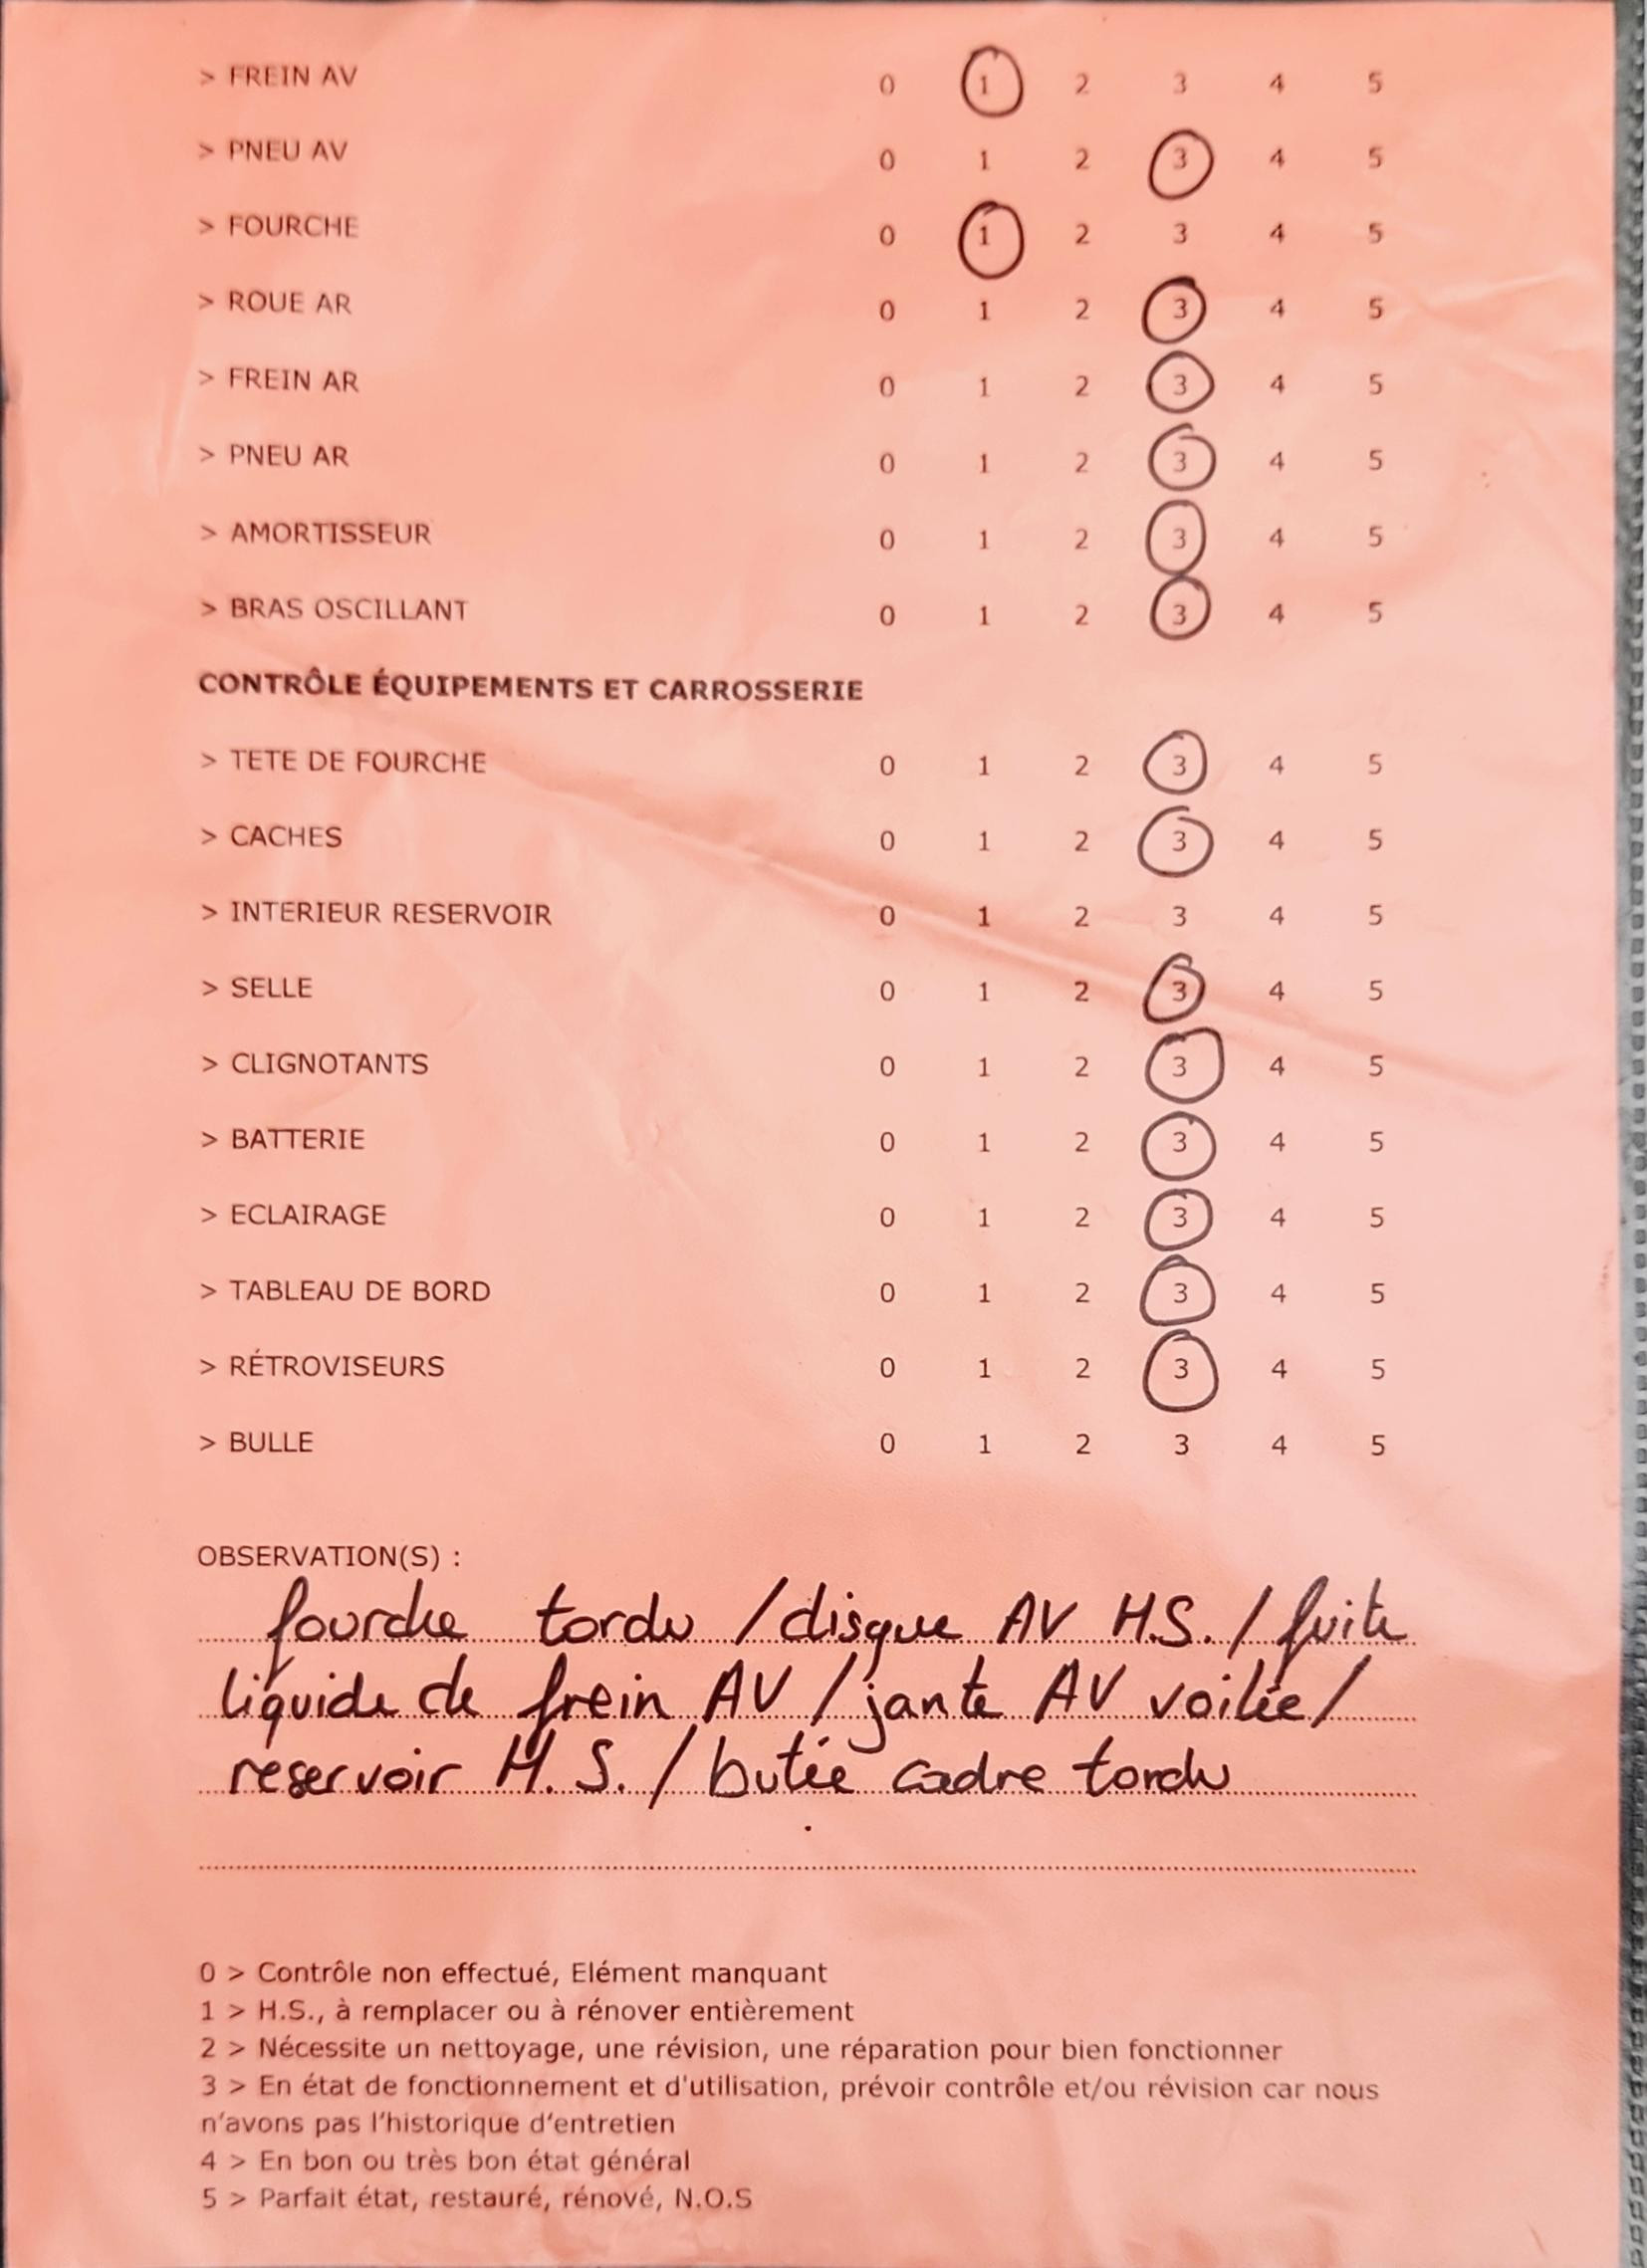 > FREIN AV 0 1 2 3 4 5
> PNEU AV 0 1 2 3 4 5
> FOURCHE 0 1 2 3 4 5
> ROUE AR 0 1 2 3 4 5
> FREIN AR 0 1 2 3 4 5
> PNEU AR 0 1 2 3 4 5
> AMORTISSEUR 0 1 2 3 4 5
> BRAS OSCILLANT 0 1 2 3 4 5
CONTRÔLE ÉQUIPEMENTS ET CARROSSERIE
> TETE DE FOURCHE 0 1 2 3 4 5
> CACHES 0 1 2 3 4 5
> INTERIEUR RESERVOIR 0 1 2 3 4 5
> SELLE 0 1 2 3 4 5
> CLIGNOTANTS 0 1 2 3 4 5
> BATTERIE 0 1 2 3 4 5
> ECLAIRAGE 0 1 2 3 4 5
> TABLEAU DE BORD 0 1 2 3 4 5
> RÉTROVISEURS 0 1 2 3 4 5
> BULLE 0 1 2 3 4 5
OBSERVATION(S) :
fourche tordu / disque AV H.S. / fuite
liquide de frein AV / jante AV voilée /
reservoir H.S. / butée cadre tordu
0 > Contrôle non effectué, Elément manquant
1 > H.S., à remplacer ou à rénover entièrement
2 > Nécessite un nettoyage, une révision, une réparation pour bien fonctionner
3 > En état de fonctionnement et d'utilisation, prévoir contrôle et/ou révision car nous
n'avons pas l'historique d'entretien
4 > En bon ou très bon état général
5 > Parfait état, restauré, rénové, N.O.S